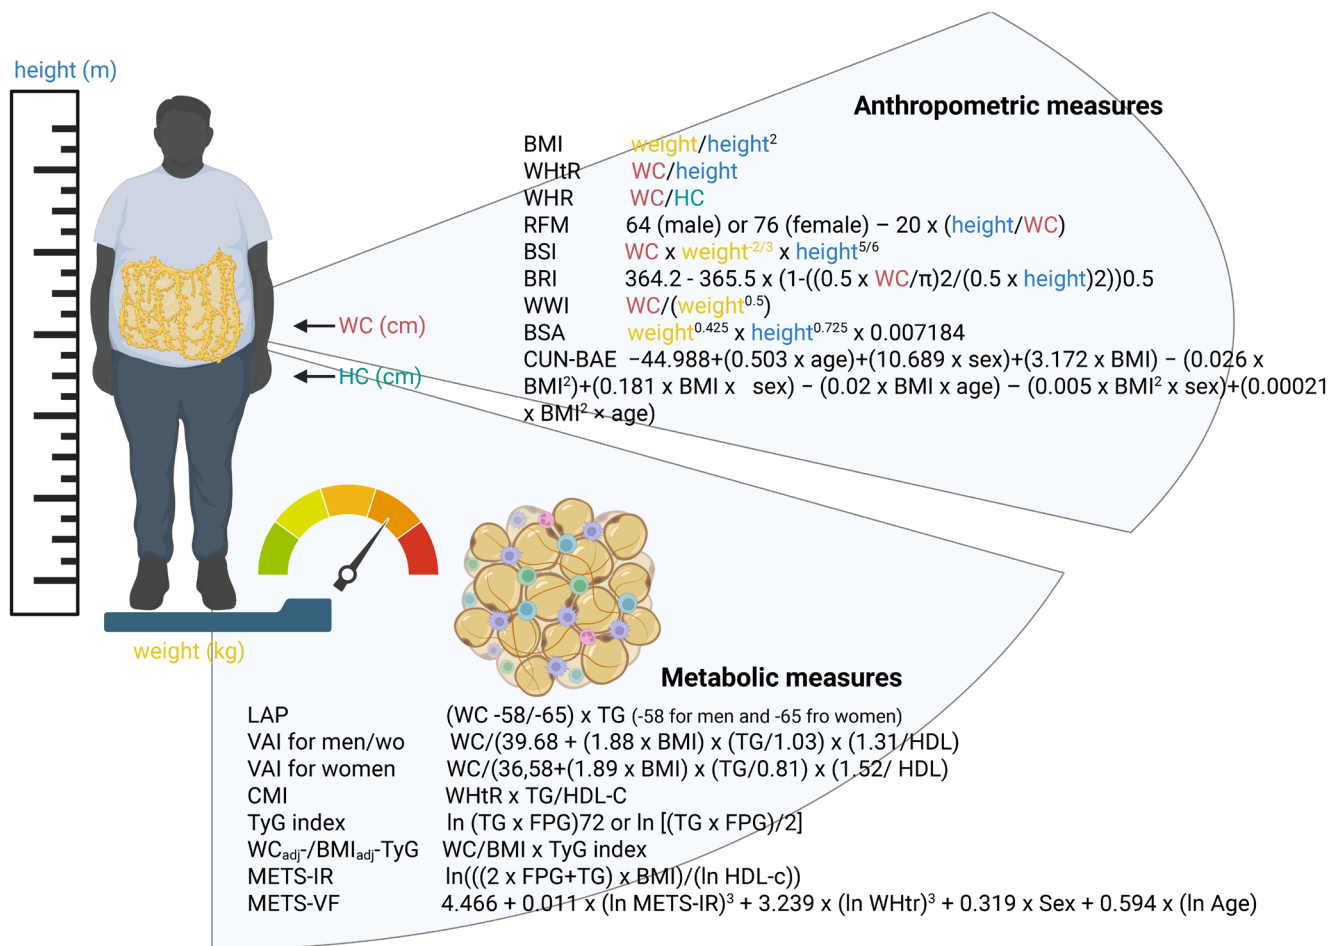 height (m)
Anthropometric measures
BMI weight/height²
WHtR WC/height
WHR WC/HC
RFM 64 (male) or 76 (female) – 20 x (height/WC)
BSI WC x weight⁻²/³ x height⁵/⁶
BRI 364.2 - 365.5 x (1-((0.5 x WC/π)2/(0.5 x height)2))0.5
WWI WC/(weight⁰·⁵)
BSA weight⁰·⁴²⁵ x height⁰·⁷²⁵ x 0.007184
CUN-BAE −44.988+(0.503 x age)+(10.689 x sex)+(3.172 x BMI) − (0.026 x
BMI²)+(0.181 x BMI x sex) − (0.02 x BMI x age) − (0.005 x BMI² x sex)+(0.00021
x BMI² × age)
WC (cm)
HC (cm)
weight (kg)
Metabolic measures
LAP (WC -58/-65) x TG (-58 for men and -65 fro women)
VAI for men/wo WC/(39.68 + (1.88 x BMI) x (TG/1.03) x (1.31/HDL)
VAI for women WC/(36,58+(1.89 x BMI) x (TG/0.81) x (1.52/ HDL)
CMI WHtR x TG/HDL-C
TyG index ln (TG x FPG)72 or ln [(TG x FPG)/2]
WCadj-/BMIadj-TyG WC/BMI x TyG index
METS-IR ln(((2 x FPG+TG) x BMI)/(ln HDL-c))
METS-VF 4.466 + 0.011 x (ln METS-IR)³ + 3.239 x (ln WHtr)³ + 0.319 x Sex + 0.594 x (ln Age)